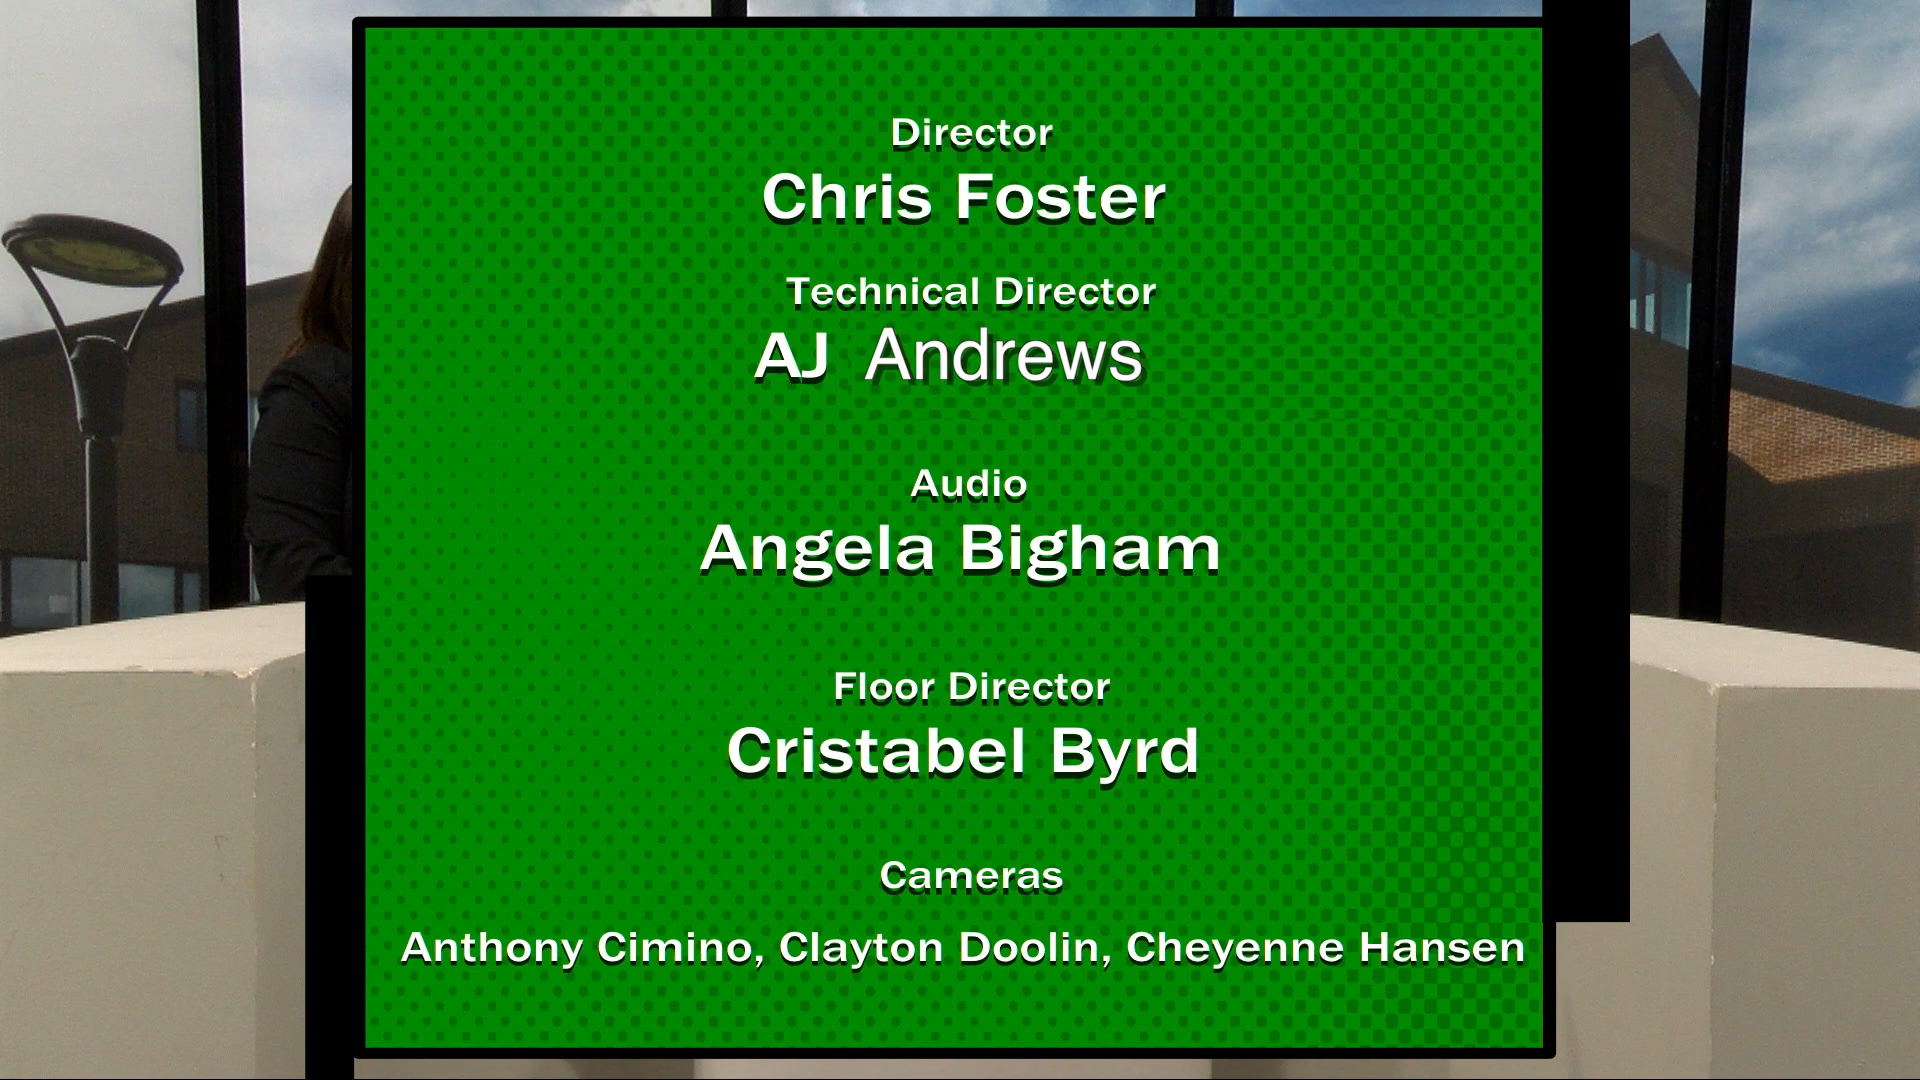 Director
Chris Foster
Technical Director
AJ Andrews
Audio
Angela Bigham
Floor Director
Cristabel Byrd
Cameras
Anthony Cimino, Clayton Doolin, Cheyenne Hansen